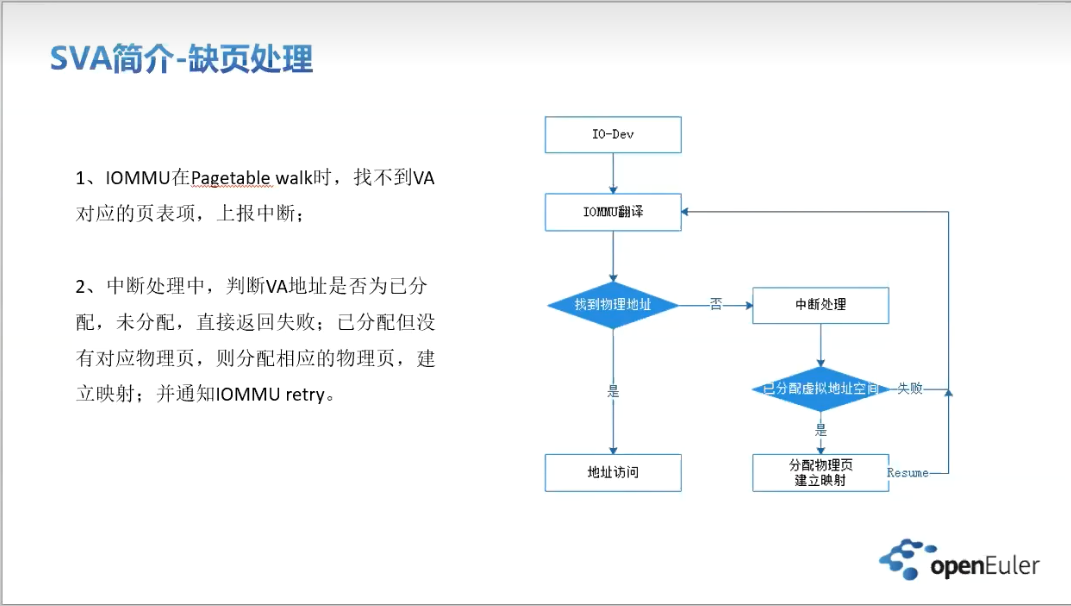 SVA简介-缺页处理
1、IOMMU在Pagetable walk时，找不到VA
对应的页表项，上报中断；
2、中断处理中，判断VA地址是否为已分
配，未分配，直接返回失败；已分配但没
有对应物理页，则分配相应的物理页，建
立映射；并通知IOMMU retry。
IO-Dev
IOMMU翻译
找到物理地址
否
中断处理
已分配虚拟地址空间
失败
是
是
地址访问
分配物理页
建立映射
Resume
openEuler